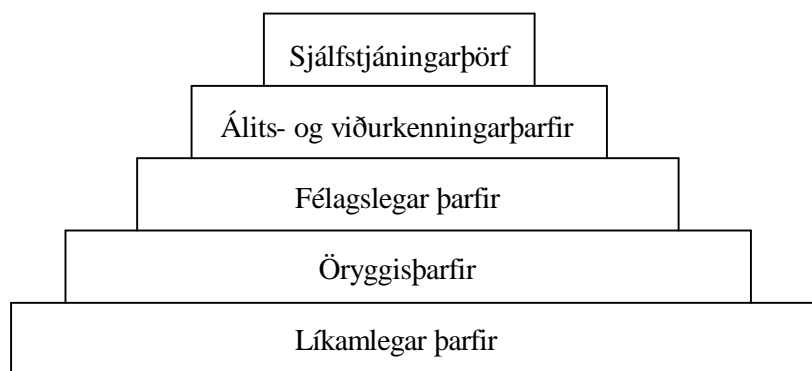 Sjálfstjáningarþörf
Álits- og viðurkenningarþarfir
Félagslegar þarfir
Öryggisþarfir
Líkamlegar þarfir